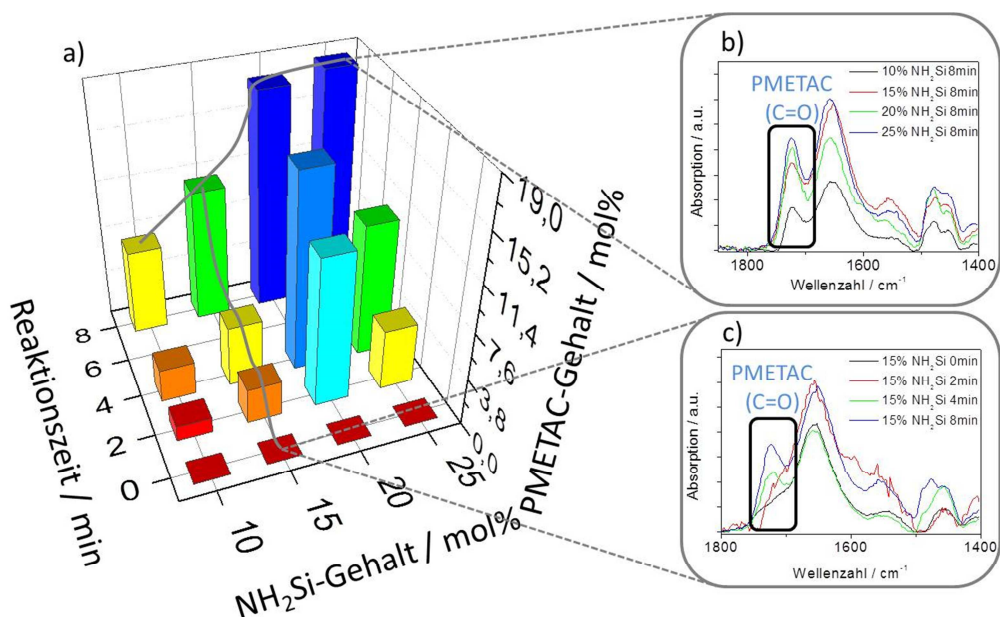 a)
Reaktionszeit / min
8
6
4
2
0
10
15
20
25
NH₂Si-Gehalt / mol%
19,0
15,2
11,4
7,6
3,8
0,0
PMETAC-Gehalt / mol%
b)
PMETAC
(C=O)
10% NH₂Si 8min
15% NH₂Si 8min
20% NH₂Si 8min
25% NH₂Si 8min
Absorption / a.u.
1800
1600
1400
Wellenzahl / cm⁻¹
c)
PMETAC
(C=O)
15% NH₂Si 0min
15% NH₂Si 2min
15% NH₂Si 4min
15% NH₂Si 8min
Absorption / a.u.
1800
1600
1400
Wellenzahl / cm⁻¹